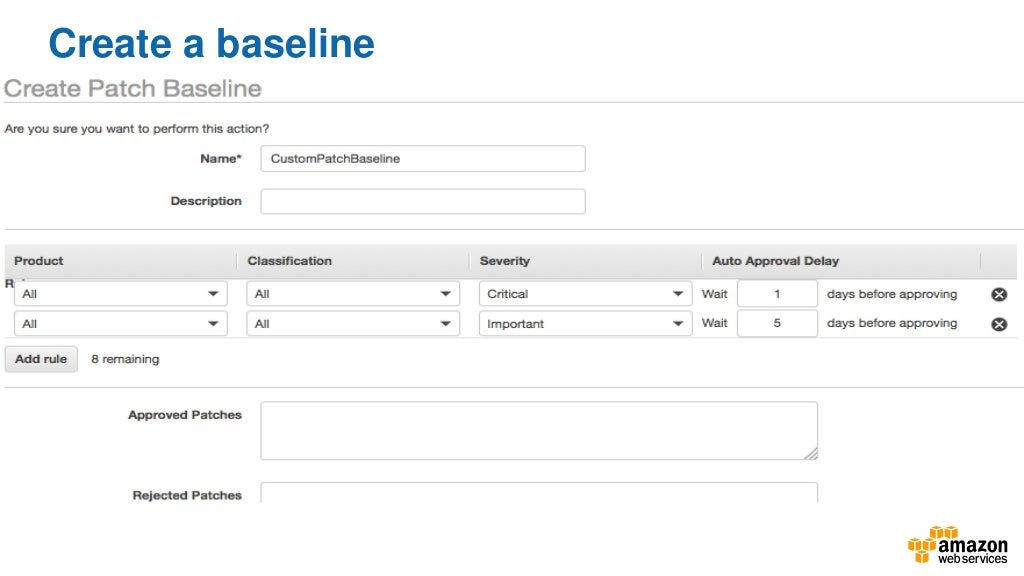 Create a baseline
Create Patch Baseline
Are you sure you want to perform this action?
Name* CustomPatchBaseline
Description
Product Classification Severity Auto Approval Delay
All All Critical Wait 1 days before approving
All All Important Wait 5 days before approving
Add rule 8 remaining
Approved Patches
Rejected Patches
amazon
web services